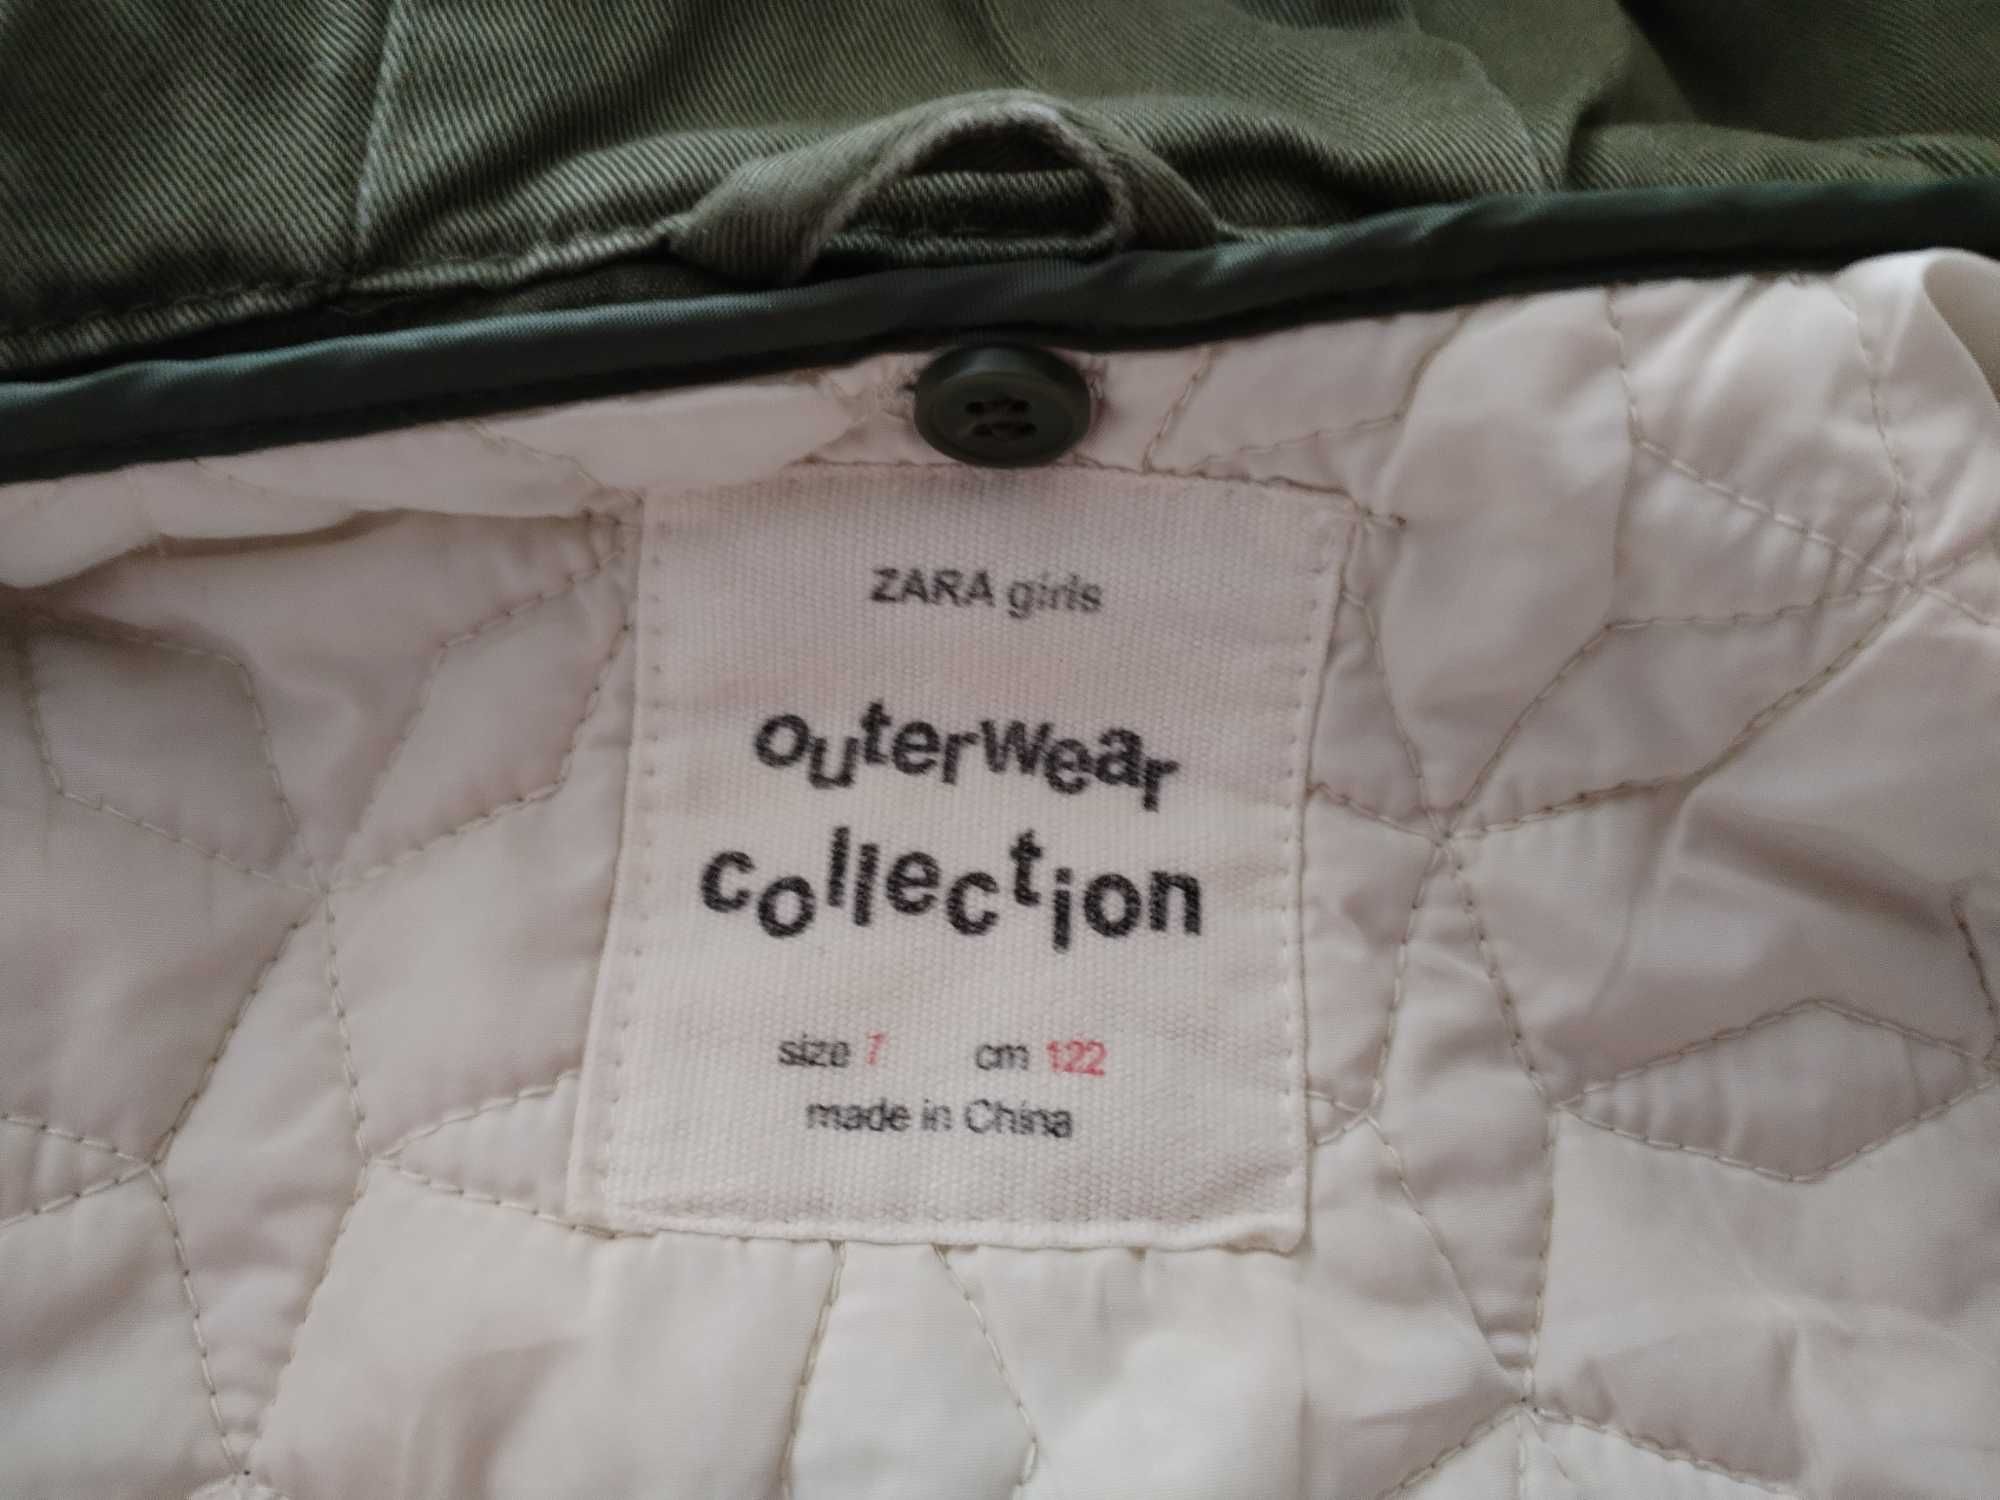 ZARA girls
outerwear
collection
size 7 cm 122
made in China